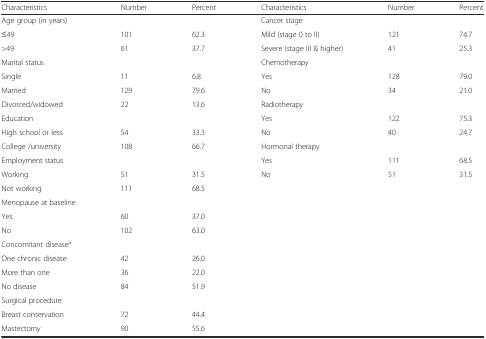 Characteristics Number Percent Characteristics Number Percent
Age group (in years) Cancer stage
≤49 101 62.3 Mild (stage 0 to II) 121 74.7
>49 61 37.7 Severe (stage III & higher) 41 25.3
Marital status Chemotherapy
Single 11 6.8 Yes 128 79.0
Married 129 79.6 No 34 21.0
Divorced/widowed 22 13.6 Radiotherapy
Education Yes 122 75.3
High school or less 54 33.3 No 40 24.7
College /university 108 66.7 Hormonal therapy
Employment status Yes 111 68.5
Working 51 31.5 No 51 31.5
Not working 111 68.5
Menopause at baseline
Yes 60 37.0
No 102 63.0
Concomitant diseaseᵃ
One chronic disease 42 26.0
More than one 36 22.0
No disease 84 51.9
Surgical procedure
Breast conservation 72 44.4
Mastectomy 90 55.6